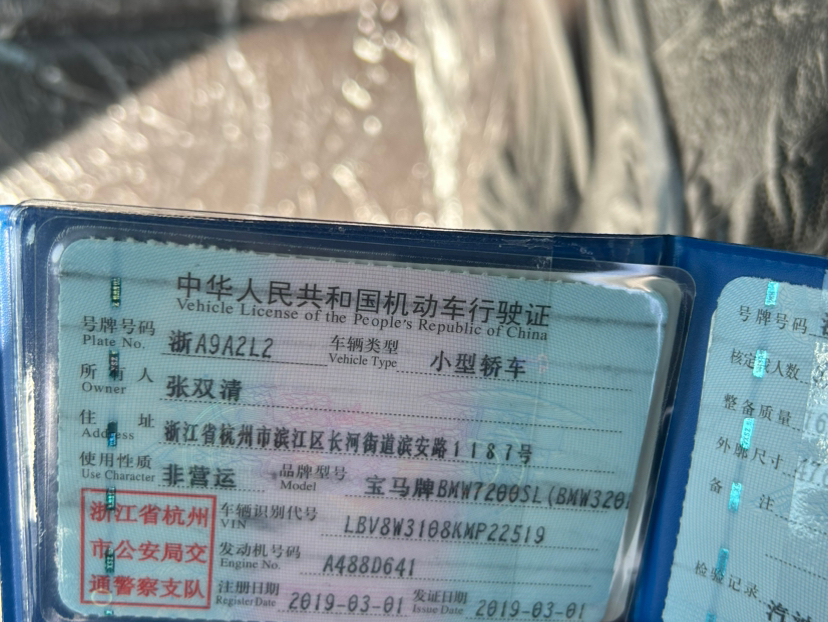 中华人民共和国机动车行驶证
Vehicle License of the People's Republic of China
号牌号码 浙A9A2L2 车辆类型 小型轿车
Plate No. Vehicle Type
所有人 张双清
Owner
住址 浙江省杭州市滨江区长河街道滨安路1187号
Address
使用性质 非营运 品牌型号 宝马牌BMW7200SL(BMW320
Use Character Model
浙江省杭州
市公安局交
通警察支队
车辆识别代号 LBV8W3108KMP22519
VIN
发动机号码 A488D641
Engine No.
注册日期 2019-03-01 发证日期 2019-03-01
Register Date Issue Date
号牌号码
核定载人数
整备质量
外廓尺寸
备注
检验记录